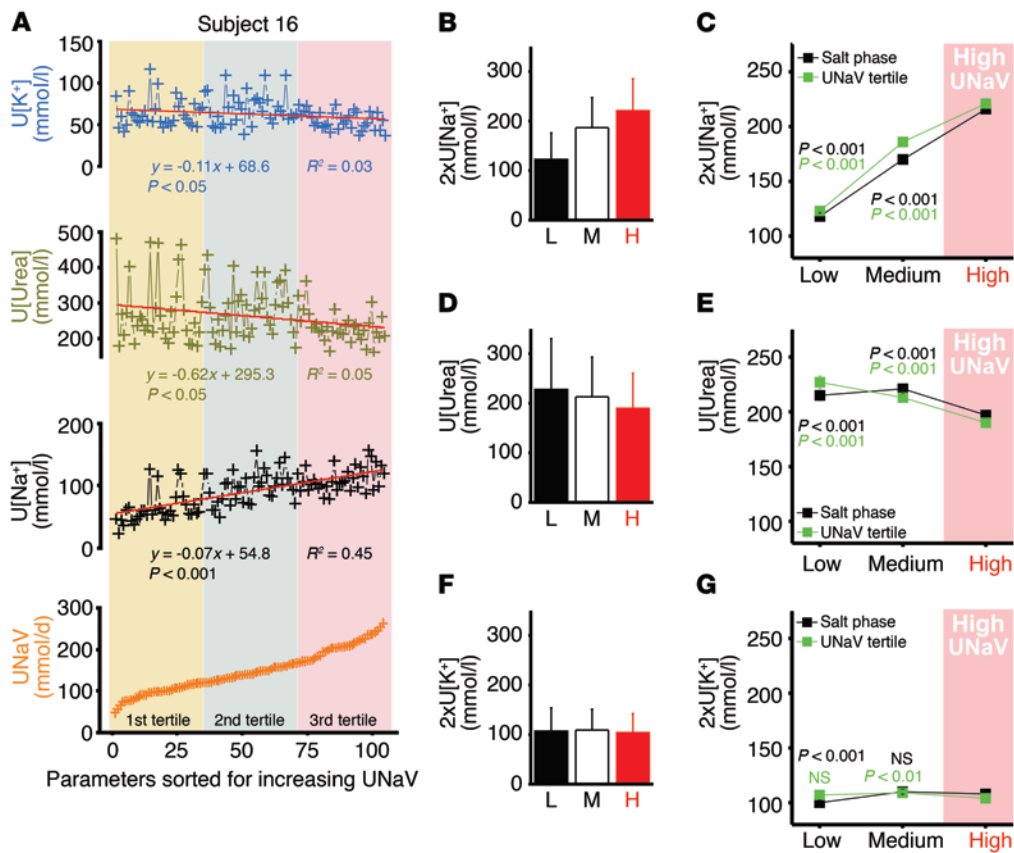 A
Subject 16
U[K+]
(mmol/l)
150
100
50
0
y = -0.11x + 68.6
R² = 0.03
P < 0.05
U[Urea]
(mmol/l)
500
400
300
200
y = -0.62x + 295.3
R² = 0.05
P < 0.05
U[Na+]
(mmol/l)
200
100
0
y = -0.07x + 54.8
R² = 0.45
P < 0.001
UNaV
(mmol/d)
300
200
100
0
1st tertile
2nd tertile
3rd tertile
0
25
50
75
100
Parameters sorted for increasing UNaV
B
2xU[Na+]
(mmol/l)
300
200
100
0
L
M
H
C
2xU[Na+]
(mmol/l)
250
200
150
100
Salt phase
UNaV tertile
High
UNaV
P < 0.001
P < 0.001
P < 0.001
P < 0.001
Low
Medium
High
D
U[Urea]
(mmol/l)
300
200
100
0
L
M
H
E
U[Urea]
(mmol/l)
250
200
150
100
High
UNaV
P < 0.001
P < 0.001
P < 0.001
P < 0.001
Salt phase
UNaV tertile
Low
Medium
High
F
2xU[K+]
(mmol/l)
300
200
100
0
L
M
H
G
2xU[K+]
(mmol/l)
250
200
150
100
Salt phase
UNaV tertile
High
UNaV
P < 0.001
NS
NS
P < 0.01
Low
Medium
High